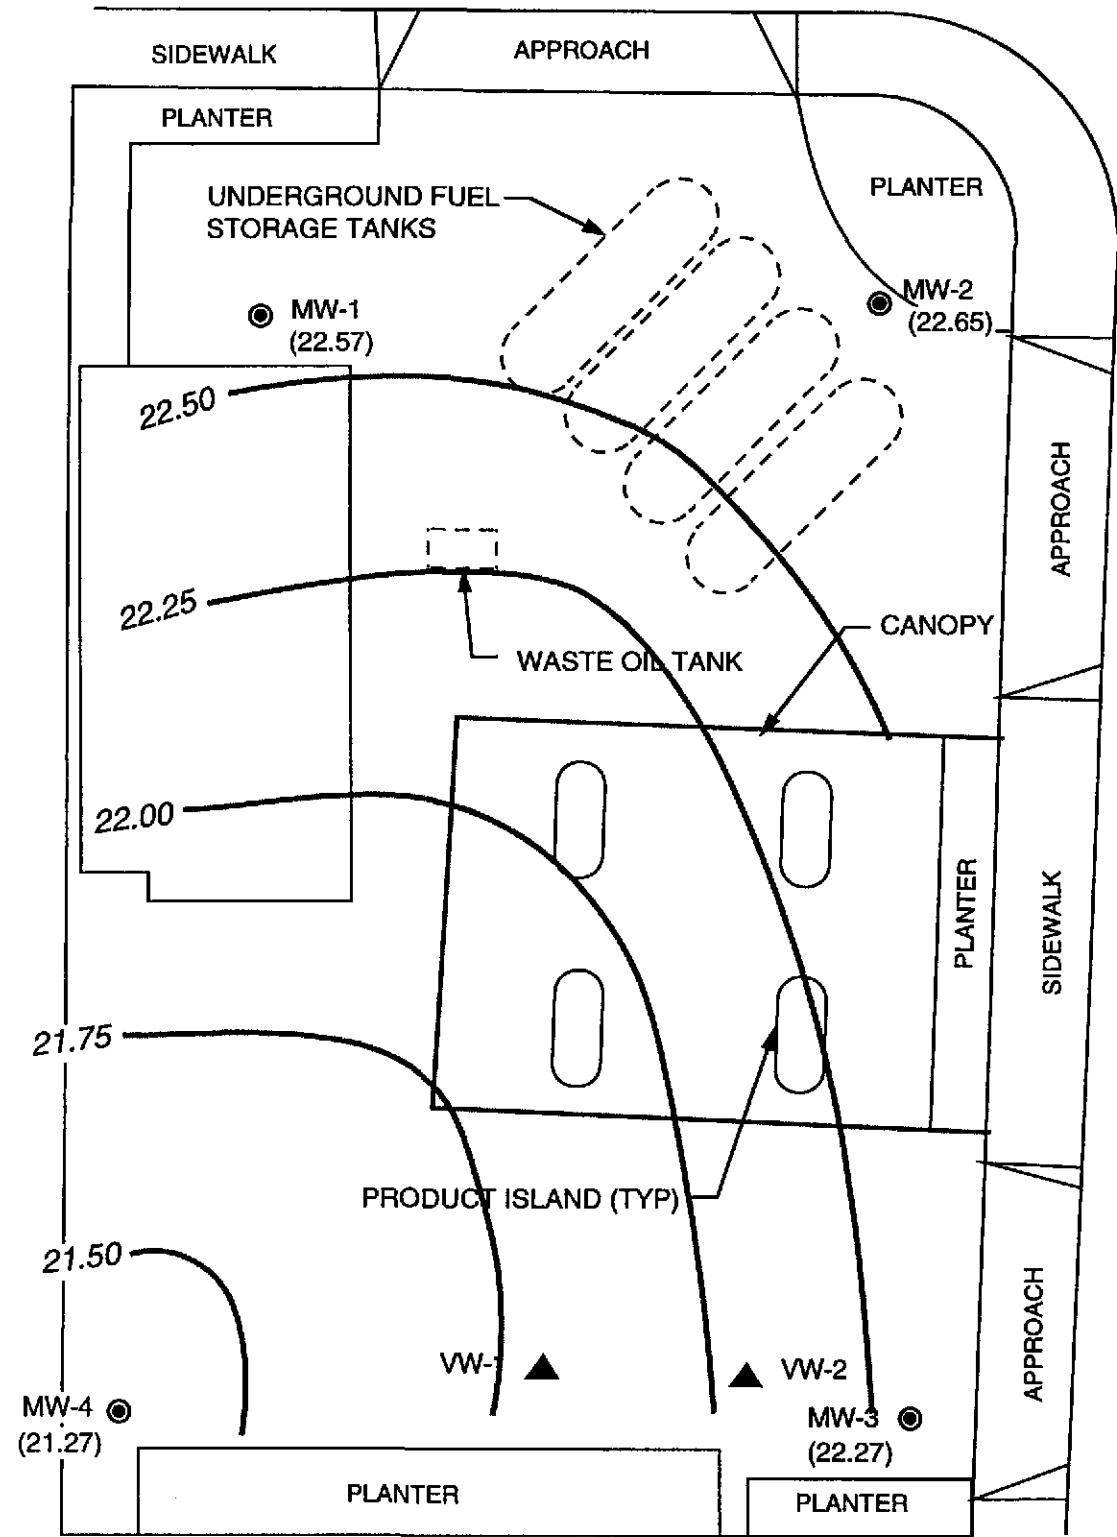 SIDEWALK
APPROACH
PLANTER
UNDERGROUND FUEL
STORAGE TANKS
PLANTER
MW-1
(22.57)
MW-2
(22.65)
22.50
APPROACH
22.25
CANOPY
WASTE OIL TANK
22.00
PLANTER
SIDEWALK
21.75
PRODUCT ISLAND (TYP)
21.50
APPROACH
VW-1
VW-2
MW-4
(21.27)
MW-3
(22.27)
PLANTER
PLANTER